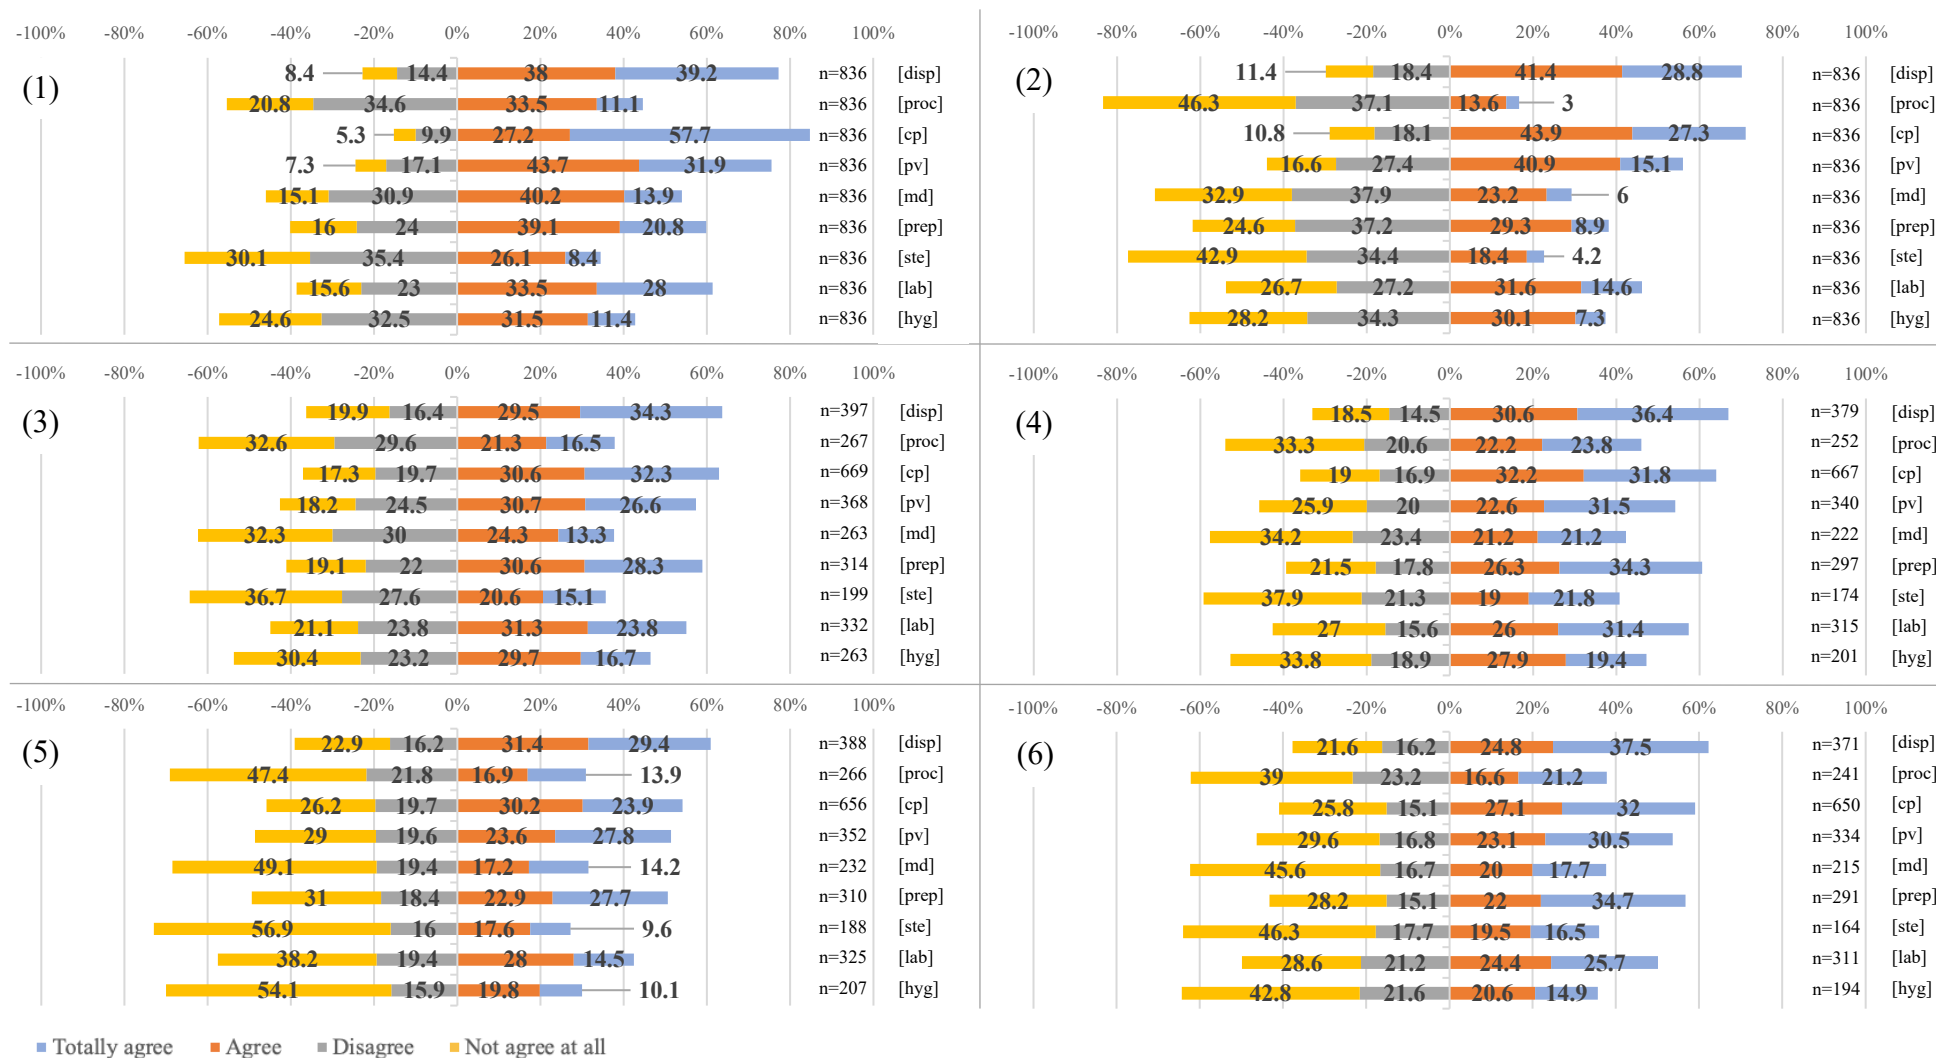 -100% -80% -60% -40% -20% 0% 20% 40% 60% 80% 100%
(1)
8.4 14.4 38 39.2 n=836 [disp]
20.8 34.6 33.5 11.1 n=836 [proc]
5.3 9.9 27.2 57.7 n=836 [cp]
7.3 17.1 43.7 31.9 n=836 [pv]
15.1 30.9 40.2 13.9 n=836 [md]
16 24 39.1 20.8 n=836 [prep]
30.1 35.4 26.1 8.4 n=836 [ste]
15.6 23 33.5 28 n=836 [lab]
24.6 32.5 31.5 11.4 n=836 [hyg]
-100% -80% -60% -40% -20% 0% 20% 40% 60% 80% 100%
(2)
11.4 18.4 41.4 28.8 n=836 [disp]
46.3 37.1 13.6 3 n=836 [proc]
10.8 18.1 43.9 27.3 n=836 [cp]
16.6 27.4 40.9 15.1 n=836 [pv]
32.9 37.9 23.2 6 n=836 [md]
24.6 37.2 29.3 8.9 n=836 [prep]
42.9 34.4 18.4 4.2 n=836 [ste]
26.7 27.2 31.6 14.6 n=836 [lab]
28.2 34.3 30.1 7.3 n=836 [hyg]
-100% -80% -60% -40% -20% 0% 20% 40% 60% 80% 100%
(3)
19.9 16.4 29.5 34.3 n=397 [disp]
32.6 29.6 21.3 16.5 n=267 [proc]
17.3 19.7 30.6 32.3 n=669 [cp]
18.2 24.5 30.7 26.6 n=368 [pv]
32.3 30 24.3 13.3 n=263 [md]
19.1 22 30.6 28.3 n=314 [prep]
36.7 27.6 20.6 15.1 n=199 [ste]
21.1 23.8 31.3 23.8 n=332 [lab]
30.4 23.2 29.7 16.7 n=263 [hyg]
-100% -80% -60% -40% -20% 0% 20% 40% 60% 80% 100%
(4)
18.5 14.5 30.6 36.4 n=379 [disp]
33.3 20.6 22.2 23.8 n=252 [proc]
19 16.9 32.2 31.8 n=667 [cp]
25.9 20 22.6 31.5 n=340 [pv]
34.2 23.4 21.2 21.2 n=222 [md]
21.5 17.8 26.3 34.3 n=297 [prep]
37.9 21.3 19 21.8 n=174 [ste]
27 15.6 26 31.4 n=315 [lab]
33.8 18.9 27.9 19.4 n=201 [hyg]
-100% -80% -60% -40% -20% 0% 20% 40% 60% 80% 100%
(5)
22.9 16.2 31.4 29.4 n=388 [disp]
47.4 21.8 16.9 13.9 n=266 [proc]
26.2 19.7 30.2 23.9 n=656 [cp]
29 19.6 23.6 27.8 n=352 [pv]
49.1 19.4 17.2 14.2 n=232 [md]
31 18.4 22.9 27.7 n=310 [prep]
56.9 16 17.6 9.6 n=188 [ste]
38.2 19.4 28 14.5 n=325 [lab]
54.1 15.9 19.8 10.1 n=207 [hyg]
-100% -80% -60% -40% -20% 0% 20% 40% 60% 80% 100%
(6)
21.6 16.2 24.8 37.5 n=371 [disp]
39 23.2 16.6 21.2 n=241 [proc]
25.8 15.1 27.1 32 n=650 [cp]
29.6 16.8 23.1 30.5 n=334 [pv]
45.6 16.7 20 17.7 n=215 [md]
28.2 15.1 22 34.7 n=291 [prep]
46.3 17.7 19.5 16.5 n=164 [ste]
28.6 21.2 24.4 25.7 n=311 [lab]
42.8 21.6 20.6 14.9 n=194 [hyg]
Totally agree Agree Disagree Not agree at all